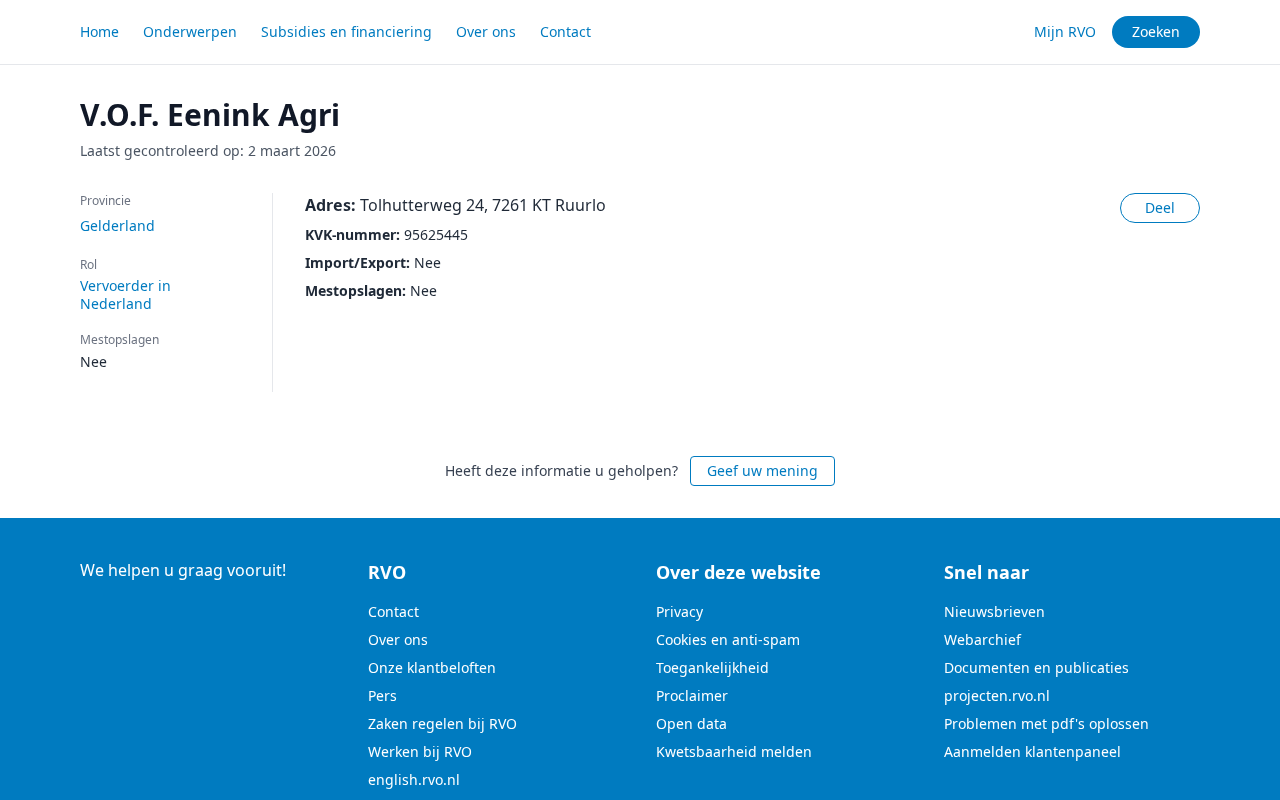 Home Onderwerpen Subsidies en financiering Over ons Contact Mijn RVO Zoeken
V.O.F. Eenink Agri
Laatst gecontroleerd op: 2 maart 2026
Provincie
Gelderland
Rol
Vervoerder in
Nederland
Mestopslagen
Nee
Adres: Tolhutterweg 24, 7261 KT Ruurlo
KVK-nummer: 95625445
Import/Export: Nee
Mestopslagen: Nee
Deel
Heeft deze informatie u geholpen? Geef uw mening
We helpen u graag vooruit!
RVO
Contact
Over ons
Onze klantbeloften
Pers
Zaken regelen bij RVO
Werken bij RVO
english.rvo.nl
Over deze website
Privacy
Cookies en anti-spam
Toegankelijkheid
Proclaimer
Open data
Kwetsbaarheid melden
Snel naar
Nieuwsbrieven
Webarchief
Documenten en publicaties
projecten.rvo.nl
Problemen met pdf's oplossen
Aanmelden klantenpaneel